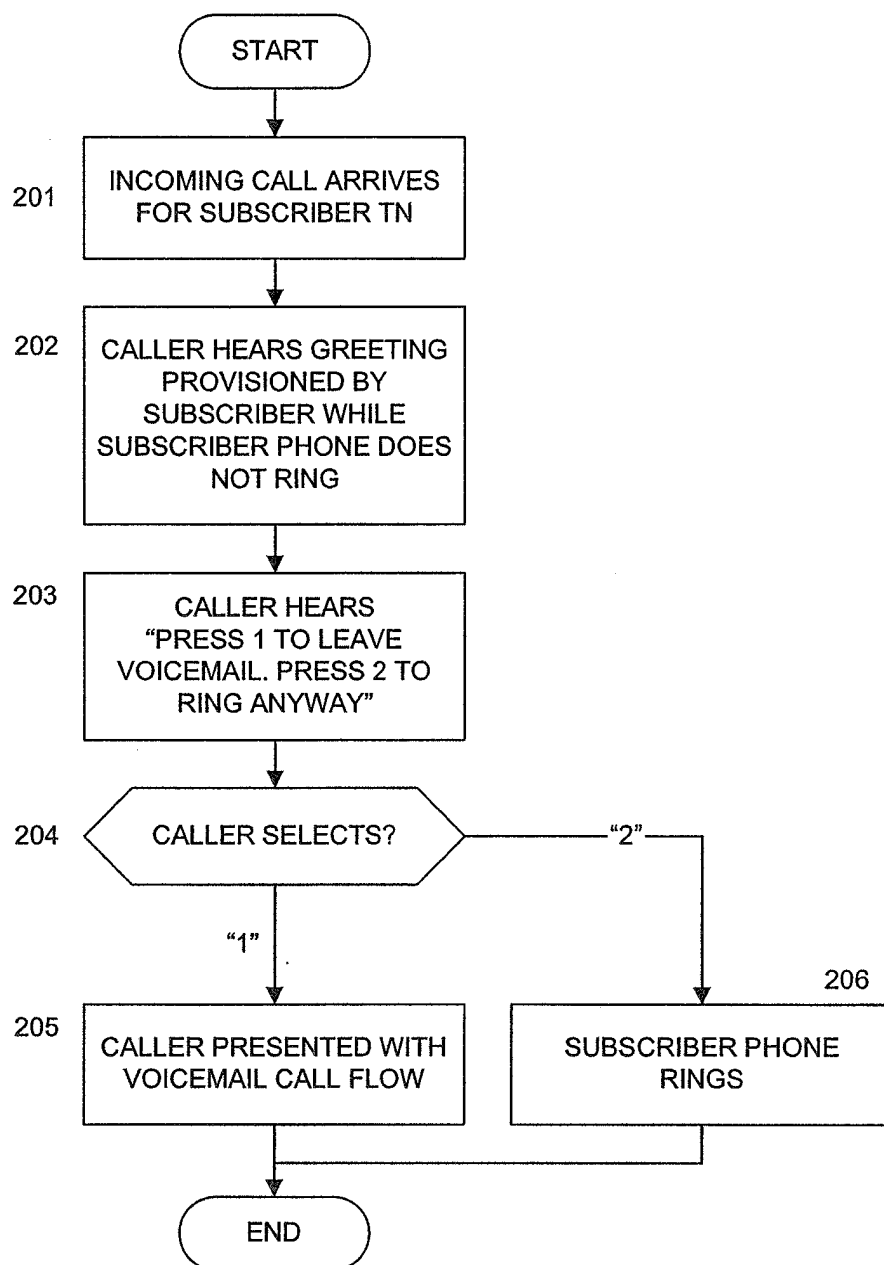 START
201
INCOMING CALL ARRIVES
FOR SUBSCRIBER TN
202
CALLER HEARS GREETING
PROVISIONED BY
SUBSCRIBER WHILE
SUBSCRIBER PHONE DOES
NOT RING
203
CALLER HEARS
“PRESS 1 TO LEAVE
VOICEMAIL. PRESS 2 TO
RING ANYWAY”
204
CALLER SELECTS?
“2”
“1”
206
205
CALLER PRESENTED WITH
VOICEMAIL CALL FLOW
SUBSCRIBER PHONE
RINGS
END